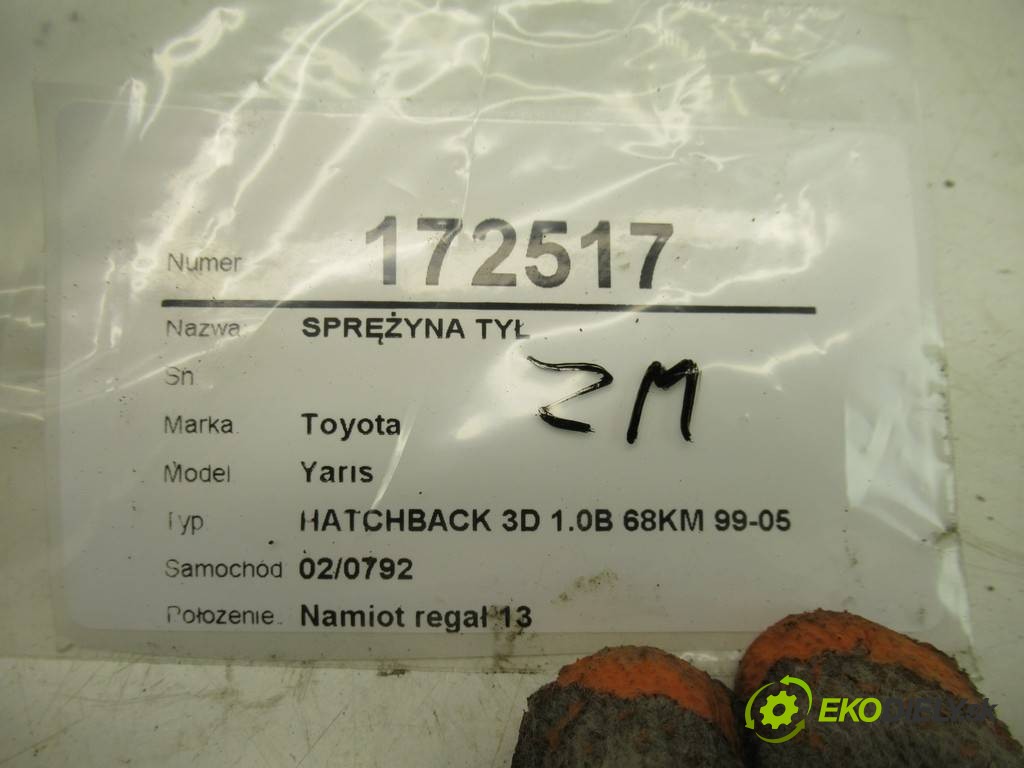 Numer 172517
Nazwa: SPRĘŻYNA TYŁ
Sn
ZM
Marka Toyota
Model Yaris
Typ HATCHBACK 3D 1.0B 68KM 99-05
Samochód 02/0792
Położenie.. Namiot regał 13